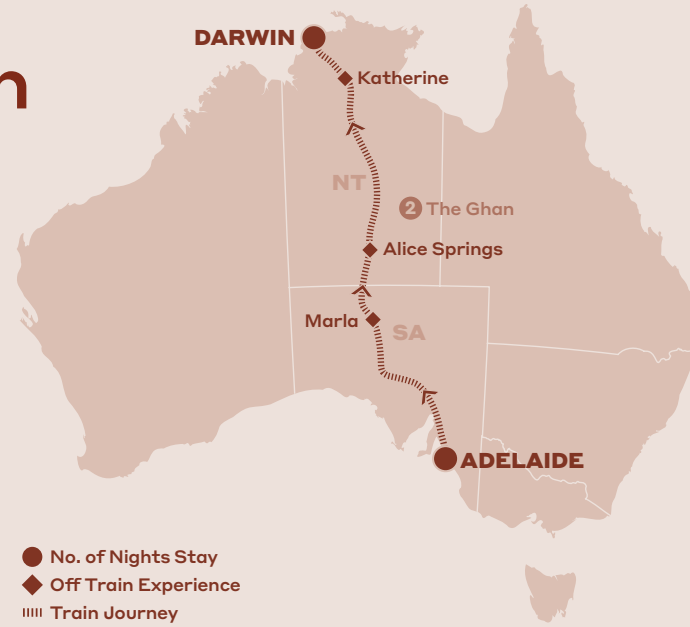 n
DARWIN
Katherine
NT
2 The Ghan
Alice Springs
Marla
SA
ADELAIDE
No. of Nights Stay
Off Train Experience
Train Journey